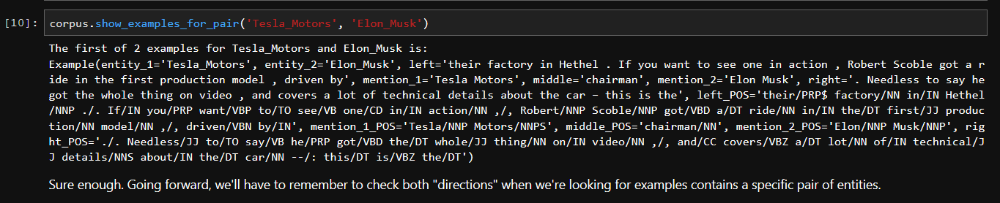 [10]: corpus.show_examples_for_pair('Tesla_Motors', 'Elon_Musk')
The first of 2 examples for Tesla_Motors and Elon_Musk is:
Example(entity_1='Tesla_Motors', entity_2='Elon_Musk', left='their factory in Hethel . If you want to see one in action , Robert Scoble got a r
ide in the first production model , driven by', mention_1='Tesla Motors', middle='chairman', mention_2='Elon Musk', right='. Needless to say he
got the whole thing on video , and covers a lot of technical details about the car – this is the', left_POS='their/PRP$ factory/NN in/IN Hethel
/NNP ./. If/IN you/PRP want/VBP to/TO see/VB one/CD in/IN action/NN ,/, Robert/NNP Scoble/NNP got/VBD a/DT ride/NN in/IN the/DT first/JJ produc
tion/NN model/NN ,/, driven/VBN by/IN', mention_1_POS='Tesla/NNP Motors/NNPS', middle_POS='chairman/NN', mention_2_POS='Elon/NNP Musk/NNP', rig
ht_POS='./. Needless/JJ to/TO say/VB he/PRP got/VBD the/DT whole/JJ thing/NN on/IN video/NN ,/, and/CC covers/VBZ a/DT lot/NN of/IN technical/J
J details/NNS about/IN the/DT car/NN --/: this/DT is/VBZ the/DT')
Sure enough. Going forward, we'll have to remember to check both "directions" when we're looking for examples contains a specific pair of entities.